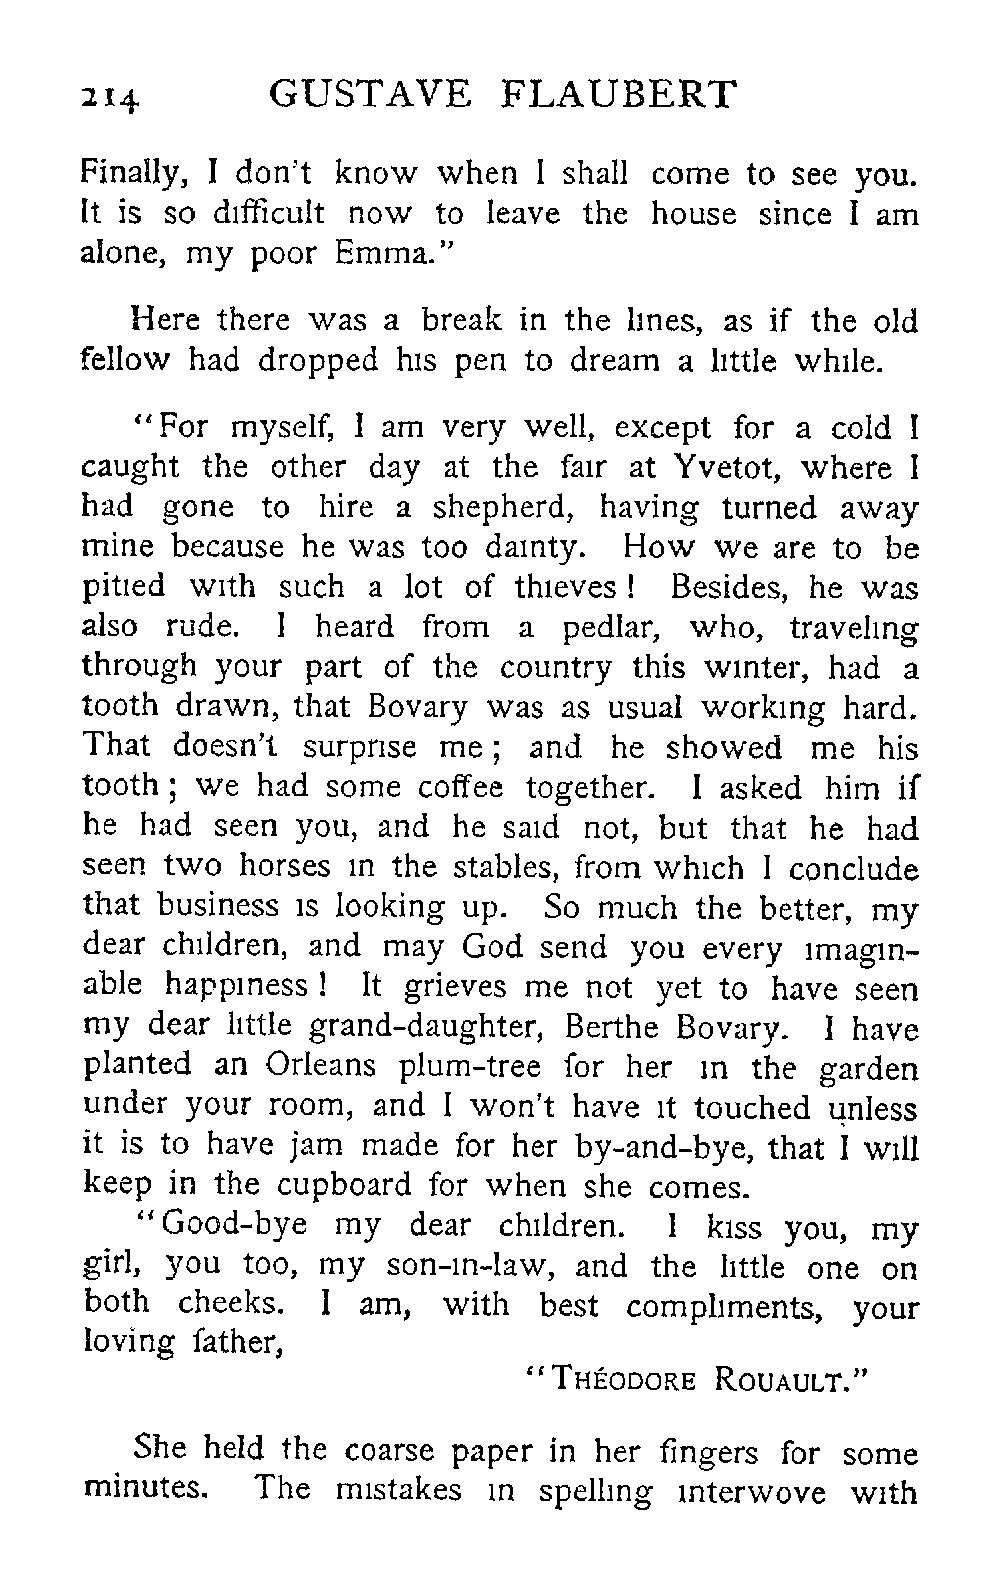 214 GUSTAVE FLAUBERT
Finally, I don't know when I shall come to see you.
It is so difficult now to leave the house since I am
alone, my poor Emma."
Here there was a break in the lines, as if the old
fellow had dropped his pen to dream a little while.
"For myself, I am very well, except for a cold I
caught the other day at the fair at Yvetot, where I
had gone to hire a shepherd, having turned away
mine because he was too dainty. How we are to be
pitied with such a lot of thieves! Besides, he was
also rude. I heard from a pedlar, who, traveling
through your part of the country this winter, had a
tooth drawn, that Bovary was as usual working hard.
That doesn't surprise me; and he showed me his
tooth; we had some coffee together. I asked him if
he had seen you, and he said not, but that he had
seen two horses in the stables, from which I conclude
that business is looking up. So much the better, my
dear children, and may God send you every imagin-
able happiness! It grieves me not yet to have seen
my dear little grand-daughter, Berthe Bovary. I have
planted an Orleans plum-tree for her in the garden
under your room, and I won't have it touched unless
it is to have jam made for her by-and-bye, that I will
keep in the cupboard for when she comes.
"Good-bye my dear children. I kiss you, my
girl, you too, my son-in-law, and the little one on
both cheeks. I am, with best compliments, your
loving father,
"THÉODORE ROUAULT."
She held the coarse paper in her fingers for some
minutes. The mistakes in spelling interwove with